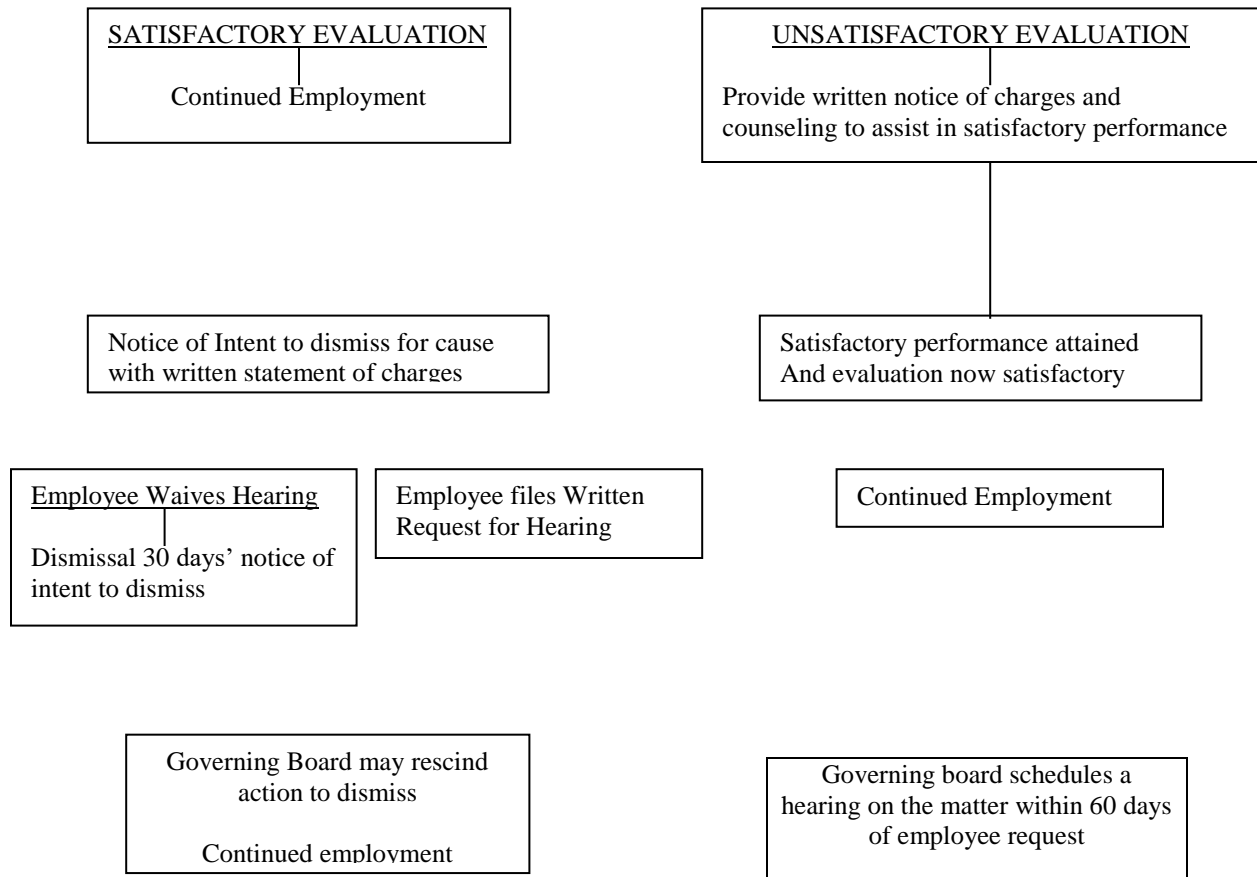 SATISFACTORY EVALUATION
Continued Employment
UNSATISFACTORY EVALUATION
Provide written notice of charges and
counseling to assist in satisfactory performance
Notice of Intent to dismiss for cause
with written statement of charges
Satisfactory performance attained
And evaluation now satisfactory
Employee Waives Hearing
Dismissal 30 days’ notice of
intent to dismiss
Employee files Written
Request for Hearing
Continued Employment
Governing Board may rescind
action to dismiss
Continued employment
Governing board schedules a
hearing on the matter within 60 days
of employee request